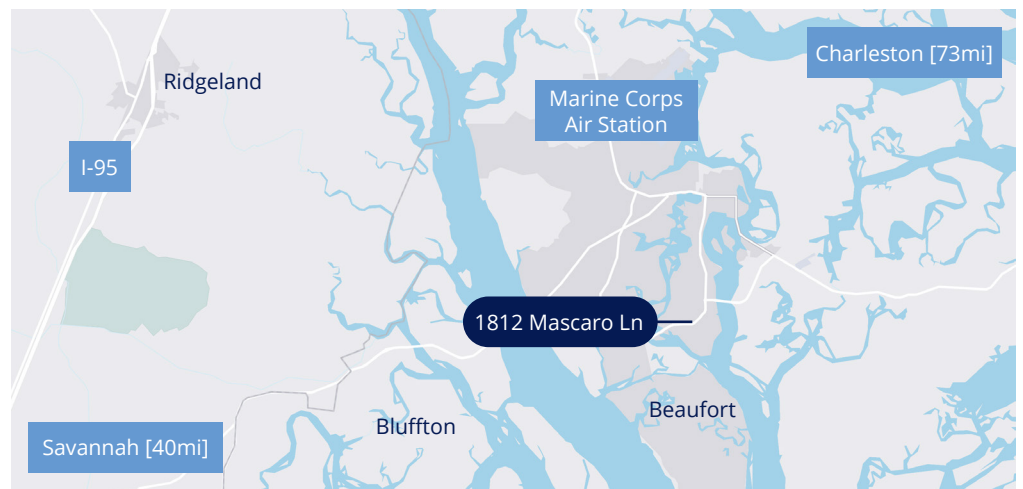 Charleston [73mi]
Ridgeland
Marine Corps
Air Station
I-95
1812 Mascaro Ln
Beaufort
Bluffton
Savannah [40mi]